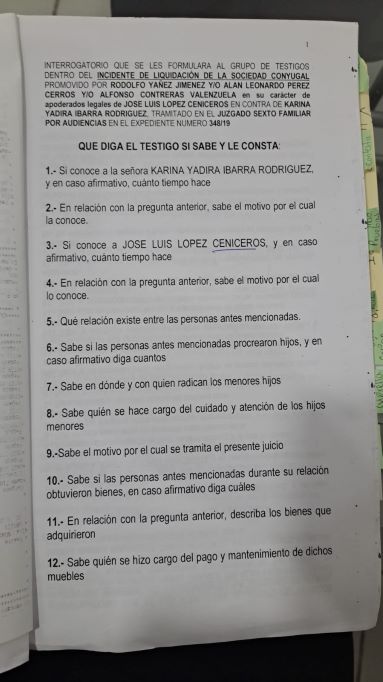 1
INTERROGATORIO QUE SE LES FORMULARA AL GRUPO DE TESTIGOS
DENTRO DEL INCIDENTE DE LIQUIDACIÓN DE LA SOCIEDAD CONYUGAL
PROMOVIDO POR RODOLFO YAÑEZ JIMENEZ Y/O ALAN LEONARDO PEREZ
CERROS Y/O ALFONSO CONTRERAS VALENZUELA en su carácter de
apoderados legales de JOSE LUIS LOPEZ CENICEROS EN CONTRA DE KARINA
YADIRA IBARRA RODRIGUEZ, TRAMITADO EN EL JUZGADO SEXTO FAMILIAR
POR AUDIENCIAS EN EL EXPEDIENTE NUMERO 348/19
QUE DIGA EL TESTIGO SI SABE Y LE CONSTA:
1.- Si conoce a la señora KARINA YADIRA IBARRA RODRIGUEZ,
y en caso afirmativo, cuánto tiempo hace
2.- En relación con la pregunta anterior, sabe el motivo por el cual
la conoce.
3.- Si conoce a JOSE LUIS LOPEZ CENICEROS, y en caso
afirmativo, cuánto tiempo hace
4.- En relación con la pregunta anterior, sabe el motivo por el cual
lo conoce.
5.- Qué relación existe entre las personas antes mencionadas.
6.- Sabe si las personas antes mencionadas procrearon hijos, y en
caso afirmativo diga cuantos
7.- Sabe en dónde y con quien radican los menores hijos
8.- Sabe quién se hace cargo del cuidado y atención de los hijos
menores
9.-Sabe el motivo por el cual se tramita el presente juicio
10.- Sabe si las personas antes mencionadas durante su relación
obtuvieron bienes, en caso afirmativo diga cuáles
11.- En relación con la pregunta anterior, describa los bienes que
adquirieron
12.- Sabe quién se hizo cargo del pago y mantenimiento de dichos
muebles